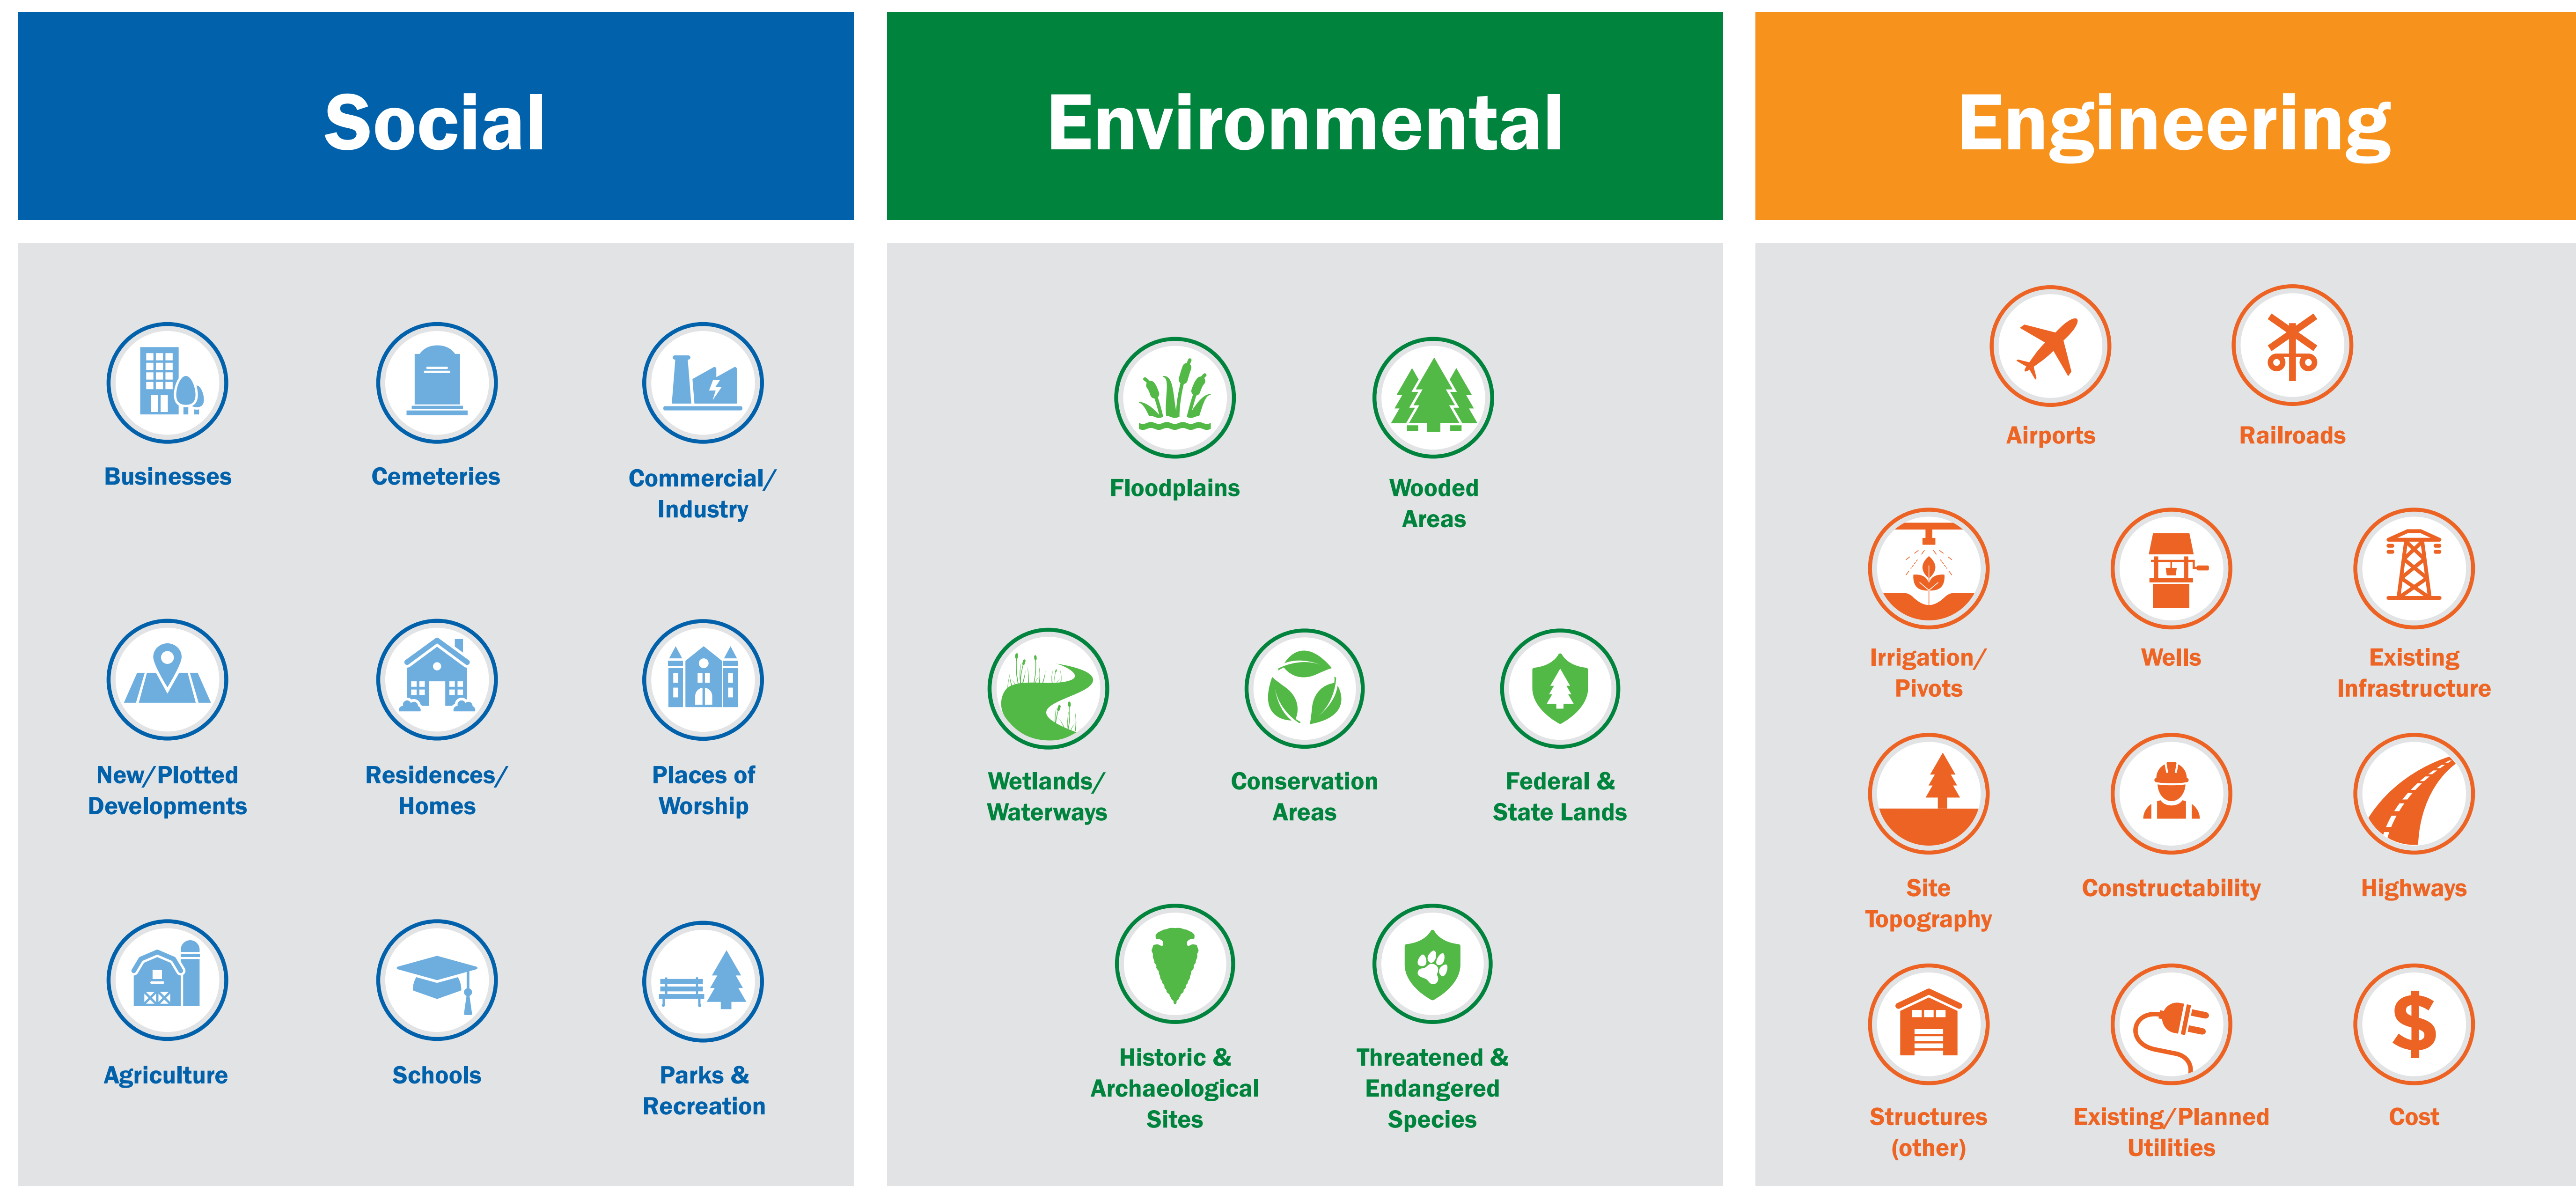 Social
Businesses
Cemeteries
Commercial/
Industry
New/Plotted
Developments
Residences/
Homes
Places of
Worship
Agriculture
Schools
Parks &
Recreation
Environmental
Floodplains
Wooded
Areas
Wetlands/
Waterways
Conservation
Areas
Federal &
State Lands
Historic &
Archaeological
Sites
Threatened &
Endangered
Species
Engineering
Airports
Railroads
Irrigation/
Pivots
Wells
Existing
Infrastructure
Site
Topography
Constructability
Highways
Structures
(other)
Existing/Planned
Utilities
$
Cost